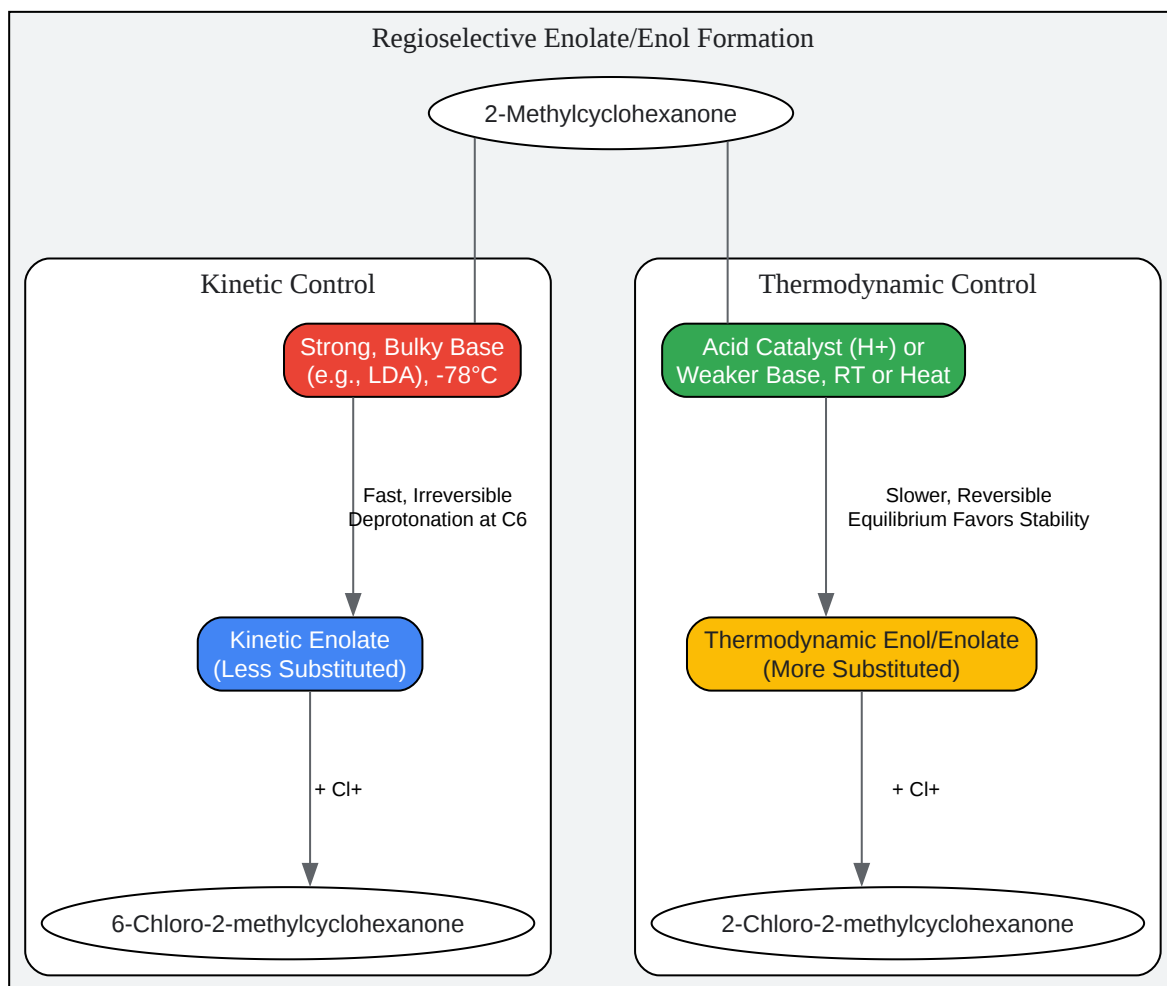 Regioselective Enolate/Enol Formation
2-Methylcyclohexanone
Kinetic Control
Strong, Bulky Base
(e.g., LDA), -78°C
Fast, Irreversible
Deprotonation at C6
Kinetic Enolate
(Less Substituted)
+ Cl+
6-Chloro-2-methylcyclohexanone
Thermodynamic Control
Acid Catalyst (H+) or
Weaker Base, RT or Heat
Slower, Reversible
Equilibrium Favors Stability
Thermodynamic Enol/Enolate
(More Substituted)
+ Cl+
2-Chloro-2-methylcyclohexanone